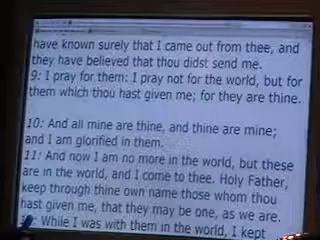 have known surely that I came out from thee, and
they have believed that thou didst send me.
9: I pray for them: I pray not for the world, but for
them which thou hast given me; for they are thine.
10: And all mine are thine, and thine are mine;
and I am glorified in them.
11: And now I am no more in the world, but these
are in the world, and I come to thee. Holy Father,
keep through thine own name those whom thou
hast given me, that they may be one, as we are.
While I was with them in the world, I kept